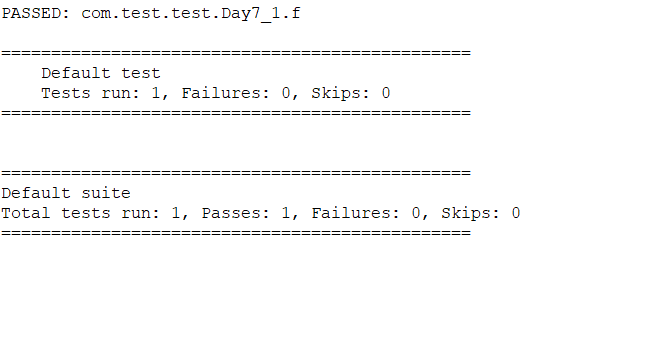 PASSED: com.test.test.Day7_1.f
===============================================
    Default test
    Tests run: 1, Failures: 0, Skips: 0
===============================================
===============================================
Default suite
Total tests run: 1, Passes: 1, Failures: 0, Skips: 0
===============================================